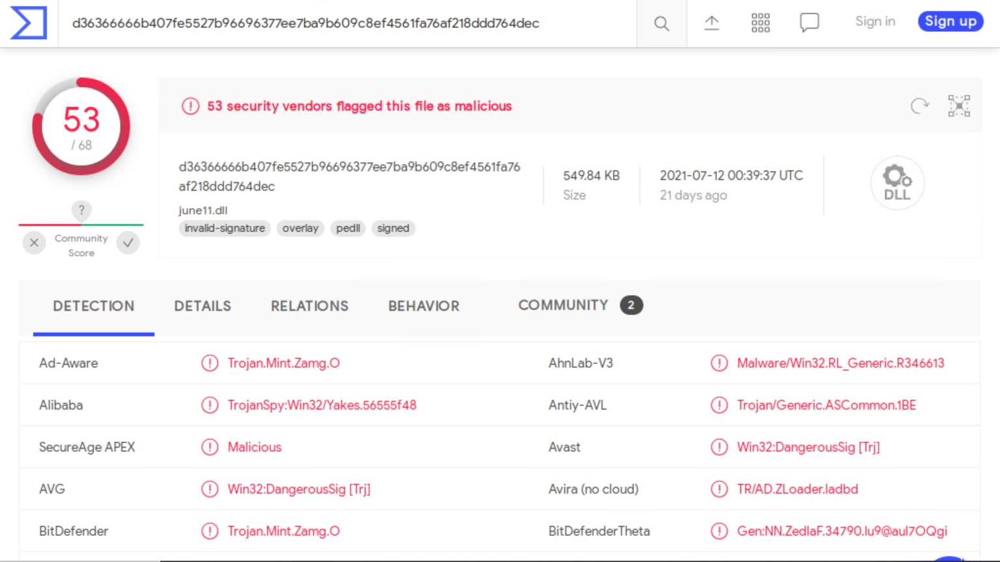 d36366666b407fe5527b96696377ee7ba9b609c8ef4561fa76af218ddd764dec
Sign in
Sign up
53
/ 68
53 security vendors flagged this file as malicious
d36366666b407fe5527b96696377ee7ba9b609c8ef4561fa76
af218ddd764dec
june11.dll
invalid-signature overlay pedll signed
549.84 KB
Size
2021-07-12 00:39:37 UTC
21 days ago
DLL
?
Community
Score
DETECTION DETAILS RELATIONS BEHAVIOR COMMUNITY 2
Ad-Aware Trojan.Mint.Zamg.O AhnLab-V3 Malware/Win32.RL_Generic.R346613
Alibaba TrojanSpy:Win32/Yakes.56555f48 Antiy-AVL Trojan/Generic.ASCommon.1BE
SecureAge APEX Malicious Avast Win32:DangerousSig [Trj]
AVG Win32:DangerousSig [Trj] Avira (no cloud) TR/AD.ZLoader.ladbd
BitDefender Trojan.Mint.Zamg.O BitDefenderTheta Gen:NN.ZedlaF.34790.lu9@aul7OQgi